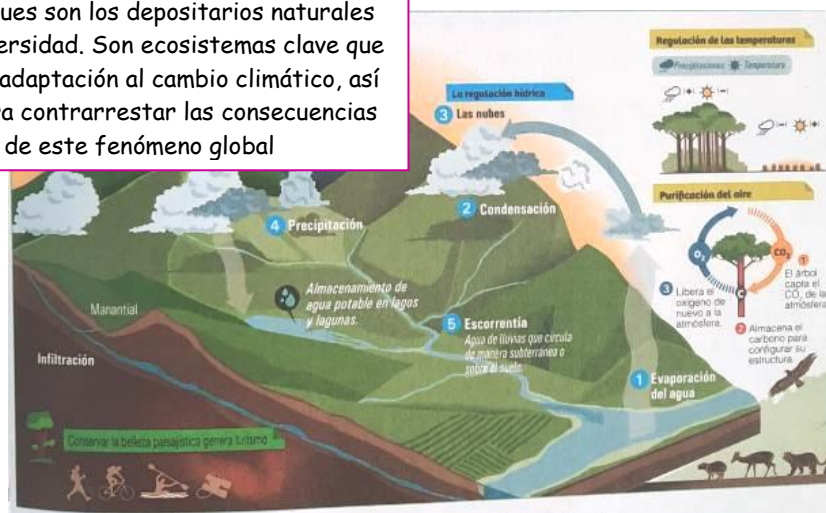 ues son los depositarios naturales
ersidad. Son ecosistemas clave que
adaptación al cambio climático, así
a contrarrestar las consecuencias
de este fenómeno global
Regulación de las temperaturas
Precipitaciones Temperatura
(+) (-)
(-) (+)
La regulación hídrica
3 Las nubes
2 Condensación
4 Precipitación
Almacenamiento de
agua potable en lagos
y lagunas.
Manantial
Infiltración
5 Escorrentía
Agua de lluvias que circula
de manera subterránea o
sobre el suelo.
1 Evaporación
del agua
Purificación del aire
O₂
CO₂
C
1
El árbol
capta el
CO₂ de la
atmósfera
3 Libera el
oxígeno de
nuevo a la
atmósfera.
2 Almacena el
carbono para
configurar su
estructura.
Conservar la belleza paisajística genera turismo